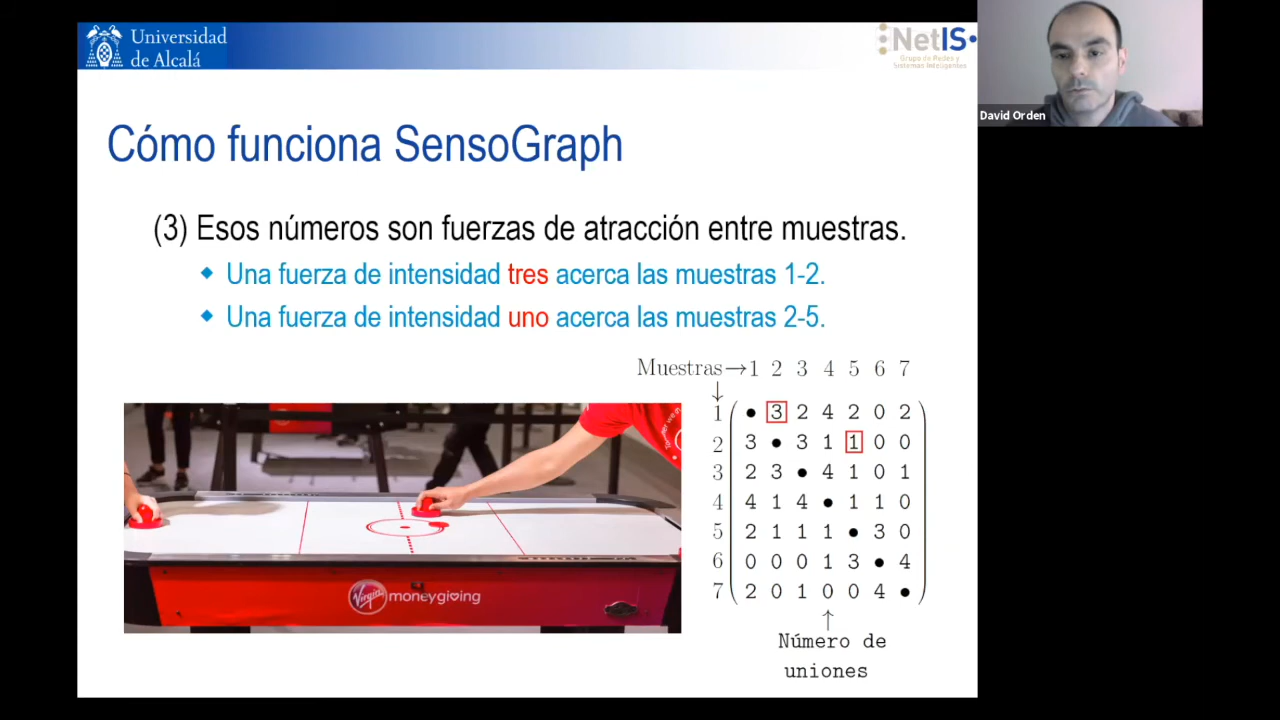 Universidad
de Alcalá
NetIS
Grupo de Redes y
Sistemas Inteligentes
David Orden
Cómo funciona SensoGraph
(3) Esos números son fuerzas de atracción entre muestras.
Una fuerza de intensidad tres acerca las muestras 1-2.
Una fuerza de intensidad uno acerca las muestras 2-5.
Muestras → 1 2 3 4 5 6 7
↓
1 ( • 3 2 4 2 0 2 )
2 3 • 3 1 1 0 0
3 2 3 • 4 1 0 1
4 4 1 4 • 1 1 0
5 2 1 1 1 • 3 0
6 0 0 0 1 3 • 4
7 2 0 1 0 0 4 •
↑
Número de
uniones
Virgin moneygiving